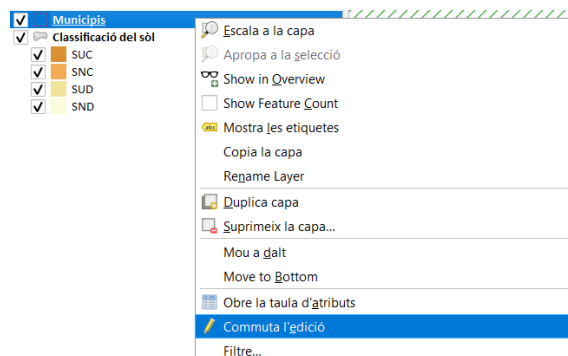 Municipis
Classificació del sòl
SUC
SNC
SUD
SND
Escala a la capa
Apropa a la selecció
Show in Overview
Show Feature Count
abc Mostra les etiquetes
Copia la capa
Rename Layer
Duplica capa
Suprimeix la capa...
Mou a dalt
Move to Bottom
Obre la taula d'atributs
Commuta l'edició
Filtre...